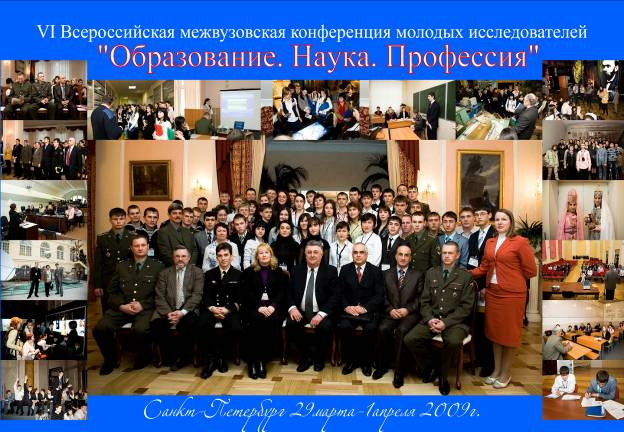 VI Всероссийская межвузовская конференция молодых исследователей
"Образование. Наука. Профессия"
Санкт-Петербург 29марта-1апреля 2009г.